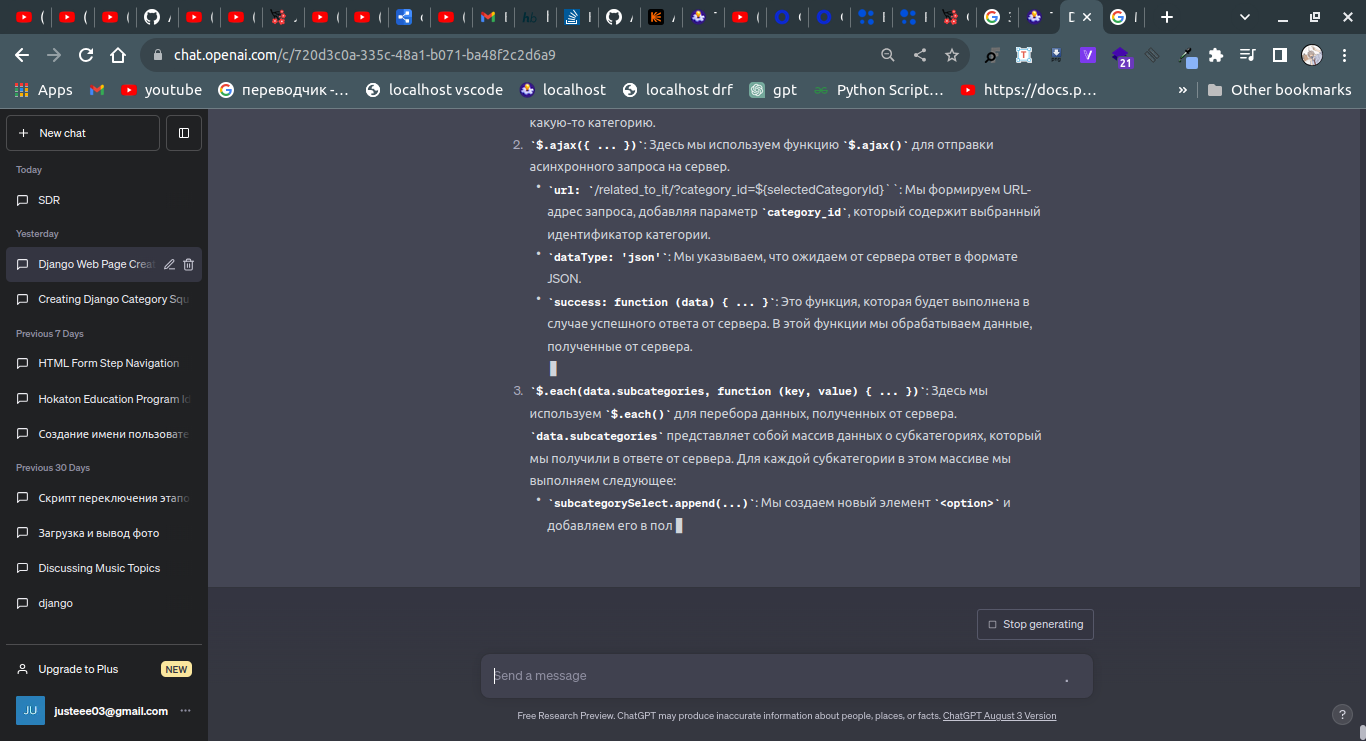 chat.openai.com/c/720d3c0a-335c-48a1-b071-ba48f2c2d6a9
21
Apps
youtube
переводчик -...
localhost vscode
localhost
localhost drf
gpt
Python Script...
https://docs.p...
»
Other bookmarks
New chat
Today
SDR
Yesterday
Django Web Page Creat
Creating Django Category Squ
Previous 7 Days
HTML Form Step Navigation
Hokaton Education Program Id
Создание имени пользовате
Previous 30 Days
Скрипт переключения этапо
Загрузка и вывод фото
Discussing Music Topics
django
Upgrade to Plus
NEW
JU
justeee03@gmail.com
какую-то категорию.
2. `$.ajax({ ... })`: Здесь мы используем функцию `$.ajax()` для отправки
асинхронного запроса на сервер.
• `url: `/related_to_it/?category_id=${selectedCategoryId}``: Мы формируем URL-
адрес запроса, добавляя параметр `category_id`, который содержит выбранный
идентификатор категории.
• `dataType: 'json'`: Мы указываем, что ожидаем от сервера ответ в формате
JSON.
• `success: function (data) { ... }`: Это функция, которая будет выполнена в
случае успешного ответа от сервера. В этой функции мы обрабатываем данные,
полученные от сервера.
3. `$.each(data.subcategories, function (key, value) { ... })`: Здесь мы
используем `$.each()` для перебора данных, полученных от сервера.
`data.subcategories` представляет собой массив данных о субкатегориях, который
мы получили в ответе от сервера. Для каждой субкатегории в этом массиве мы
выполняем следующее:
• `subcategorySelect.append(...)`: Мы создаем новый элемент `<option>` и
добавляем его в пол
Stop generating
Send a message
Free Research Preview. ChatGPT may produce inaccurate information about people, places, or facts. ChatGPT August 3 Version
?